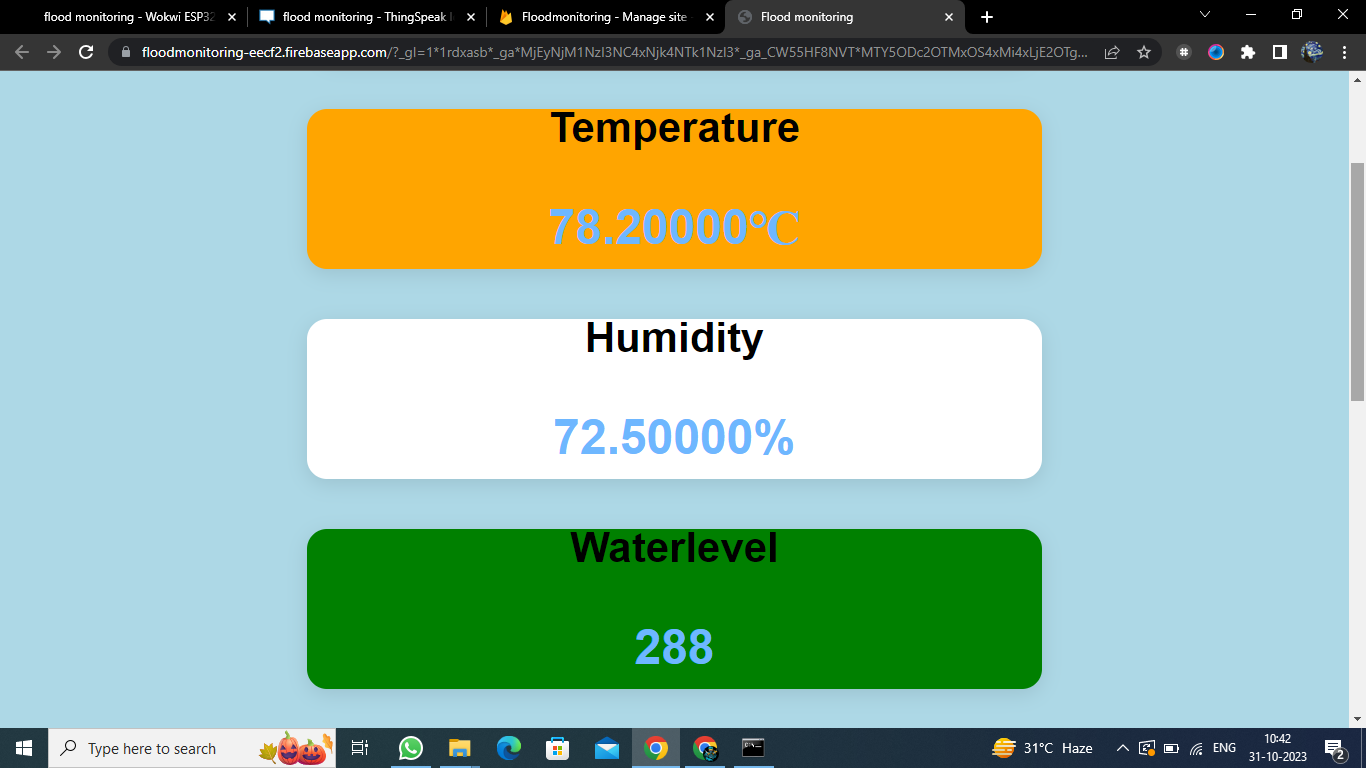 flood monitoring - Wokwi ESP32
flood monitoring - ThingSpeak I
Floodmonitoring - Manage site
Flood monitoring
floodmonitoring-eecf2.firebaseapp.com/?_gl=1*1rdxasb*_ga*MjEyNjM1NzI3NC4xNjk4NTk1NzI3*_ga_CW55HF8NVT*MTY5ODc2OTMxOS4xMi4xLjE2OTg...
Temperature
78.20000℃
Humidity
72.50000%
Waterlevel
288
Type here to search
31°C Haze
ENG
10:42
31-10-2023
2